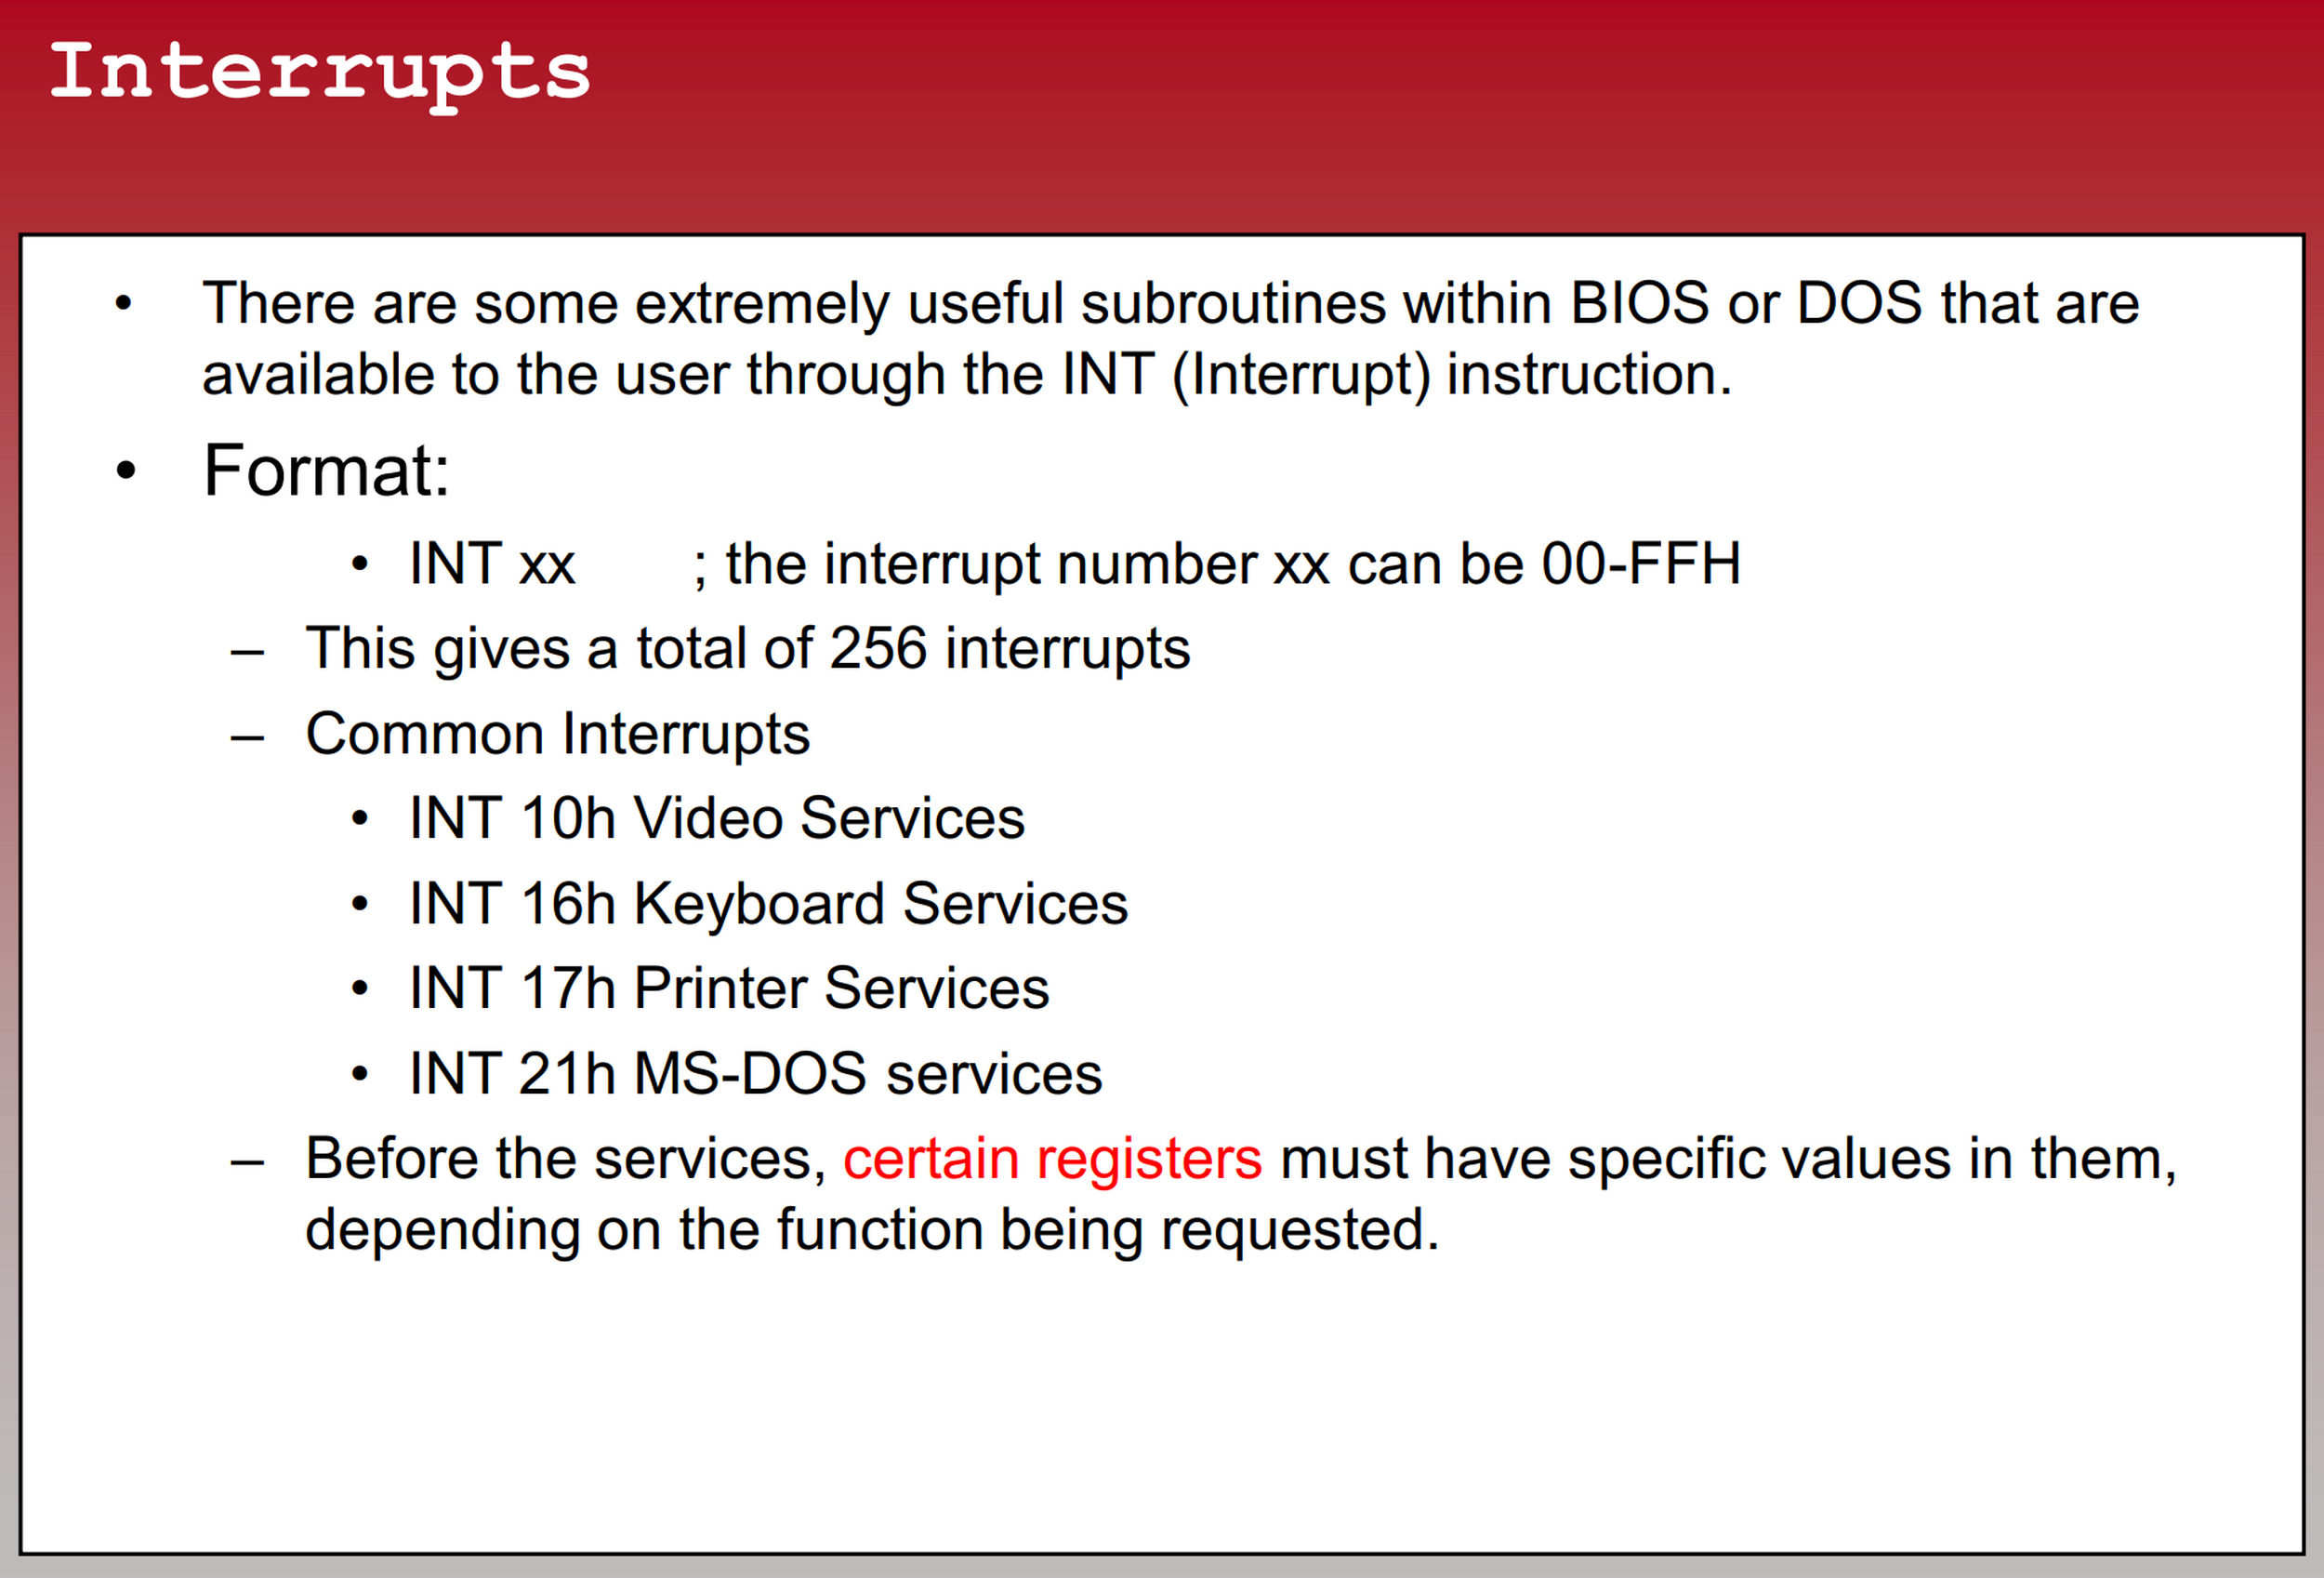 Interrupts
• There are some extremely useful subroutines within BIOS or DOS that are
available to the user through the INT (Interrupt) instruction.
• Format:
• INT xx ; the interrupt number xx can be 00-FFH
– This gives a total of 256 interrupts
– Common Interrupts
• INT 10h Video Services
• INT 16h Keyboard Services
• INT 17h Printer Services
• INT 21h MS-DOS services
– Before the services, certain registers must have specific values in them,
depending on the function being requested.